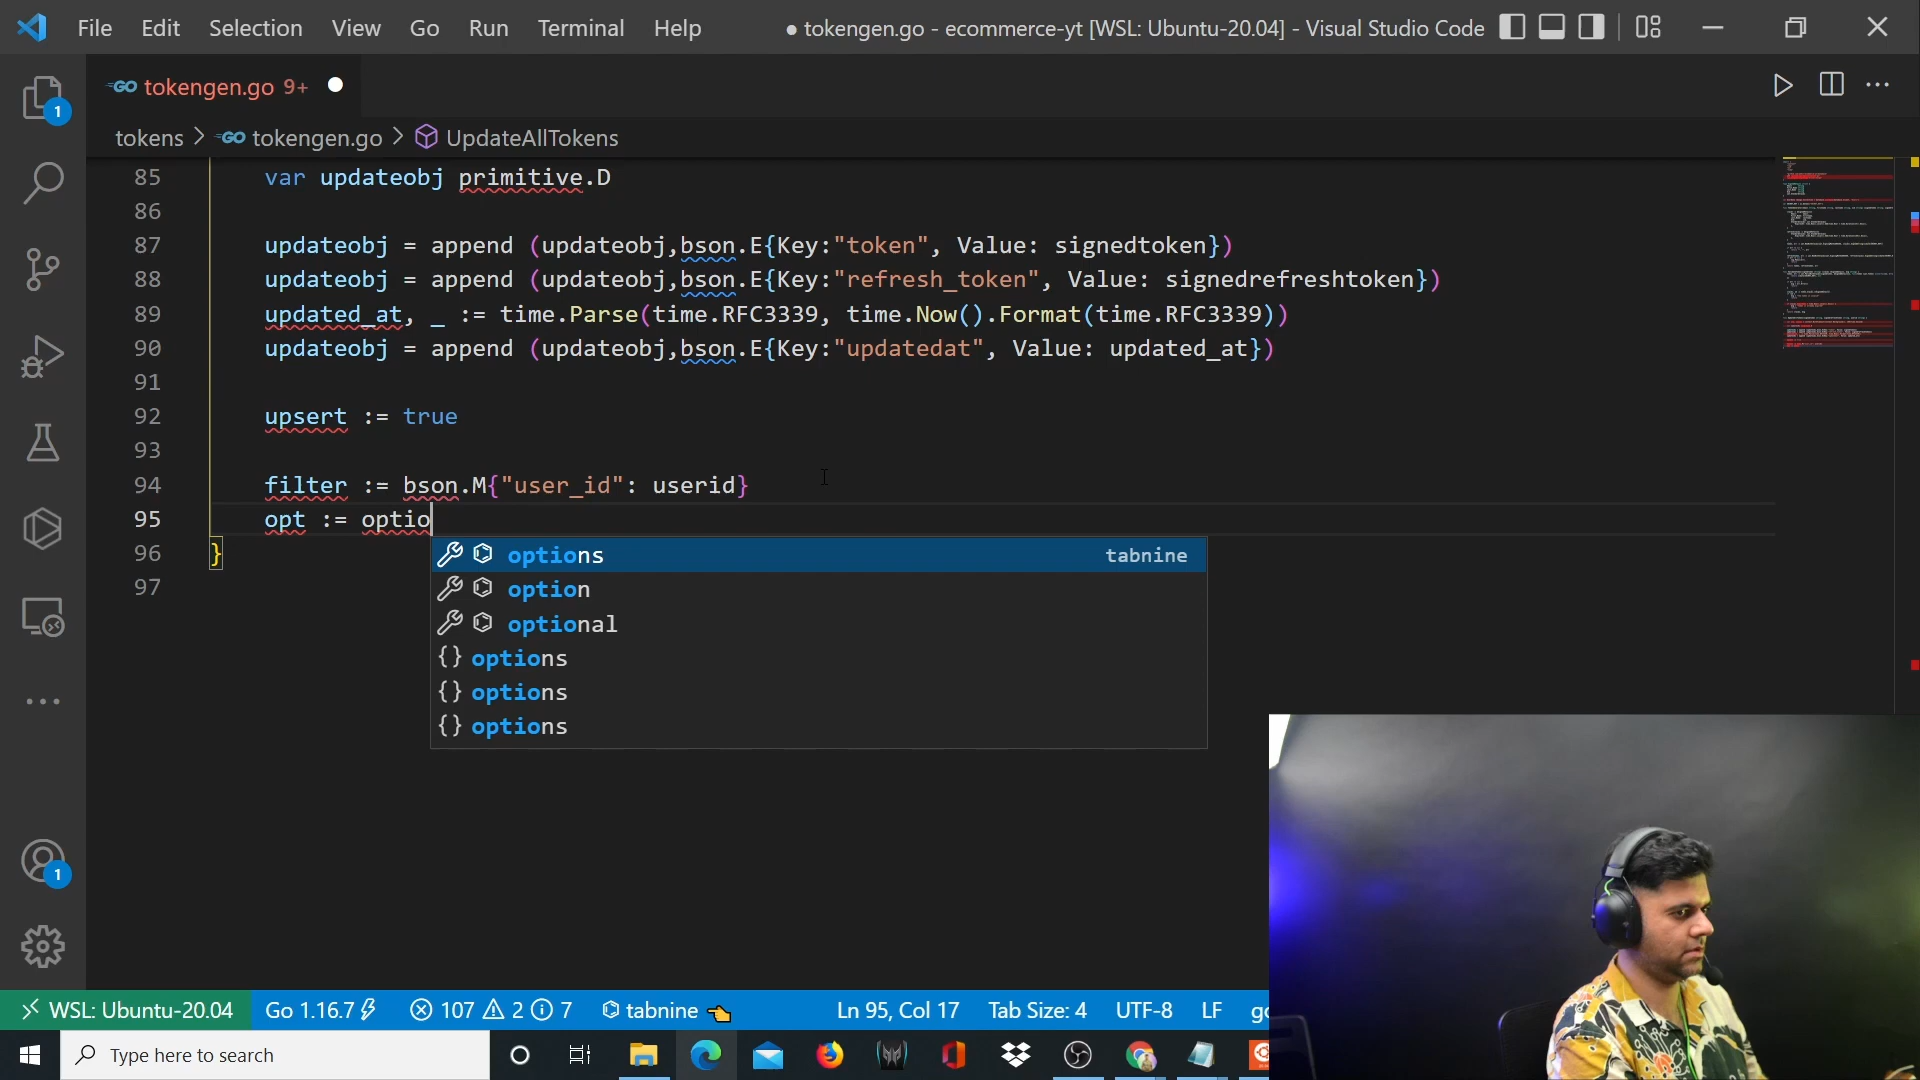 File Edit Selection View Go Run Terminal Help ● tokengen.go - ecommerce-yt [WSL: Ubuntu-20.04] - Visual Studio Code
1
GO tokengen.go 9+
tokens > GO tokengen.go > UpdateAllTokens
85 var updateobj primitive.D
86
87 updateobj = append (updateobj,bson.E{Key:"token", Value: signedtoken})
88 updateobj = append (updateobj,bson.E{Key:"refresh_token", Value: signedrefreshtoken})
89 updated_at, _ := time.Parse(time.RFC3339, time.Now().Format(time.RFC3339))
90 updateobj = append (updateobj,bson.E{Key:"updatedat", Value: updated_at})
91
92 upsert := true
93
94 filter := bson.M{"user_id": userid}
95 opt := optio
96 }
97
options tabnine
option
optional
{} options
{} options
{} options
1
WSL: Ubuntu-20.04 Go 1.16.7 107 2 7 tabnine Ln 95, Col 17 Tab Size: 4 UTF-8 LF
Type here to search